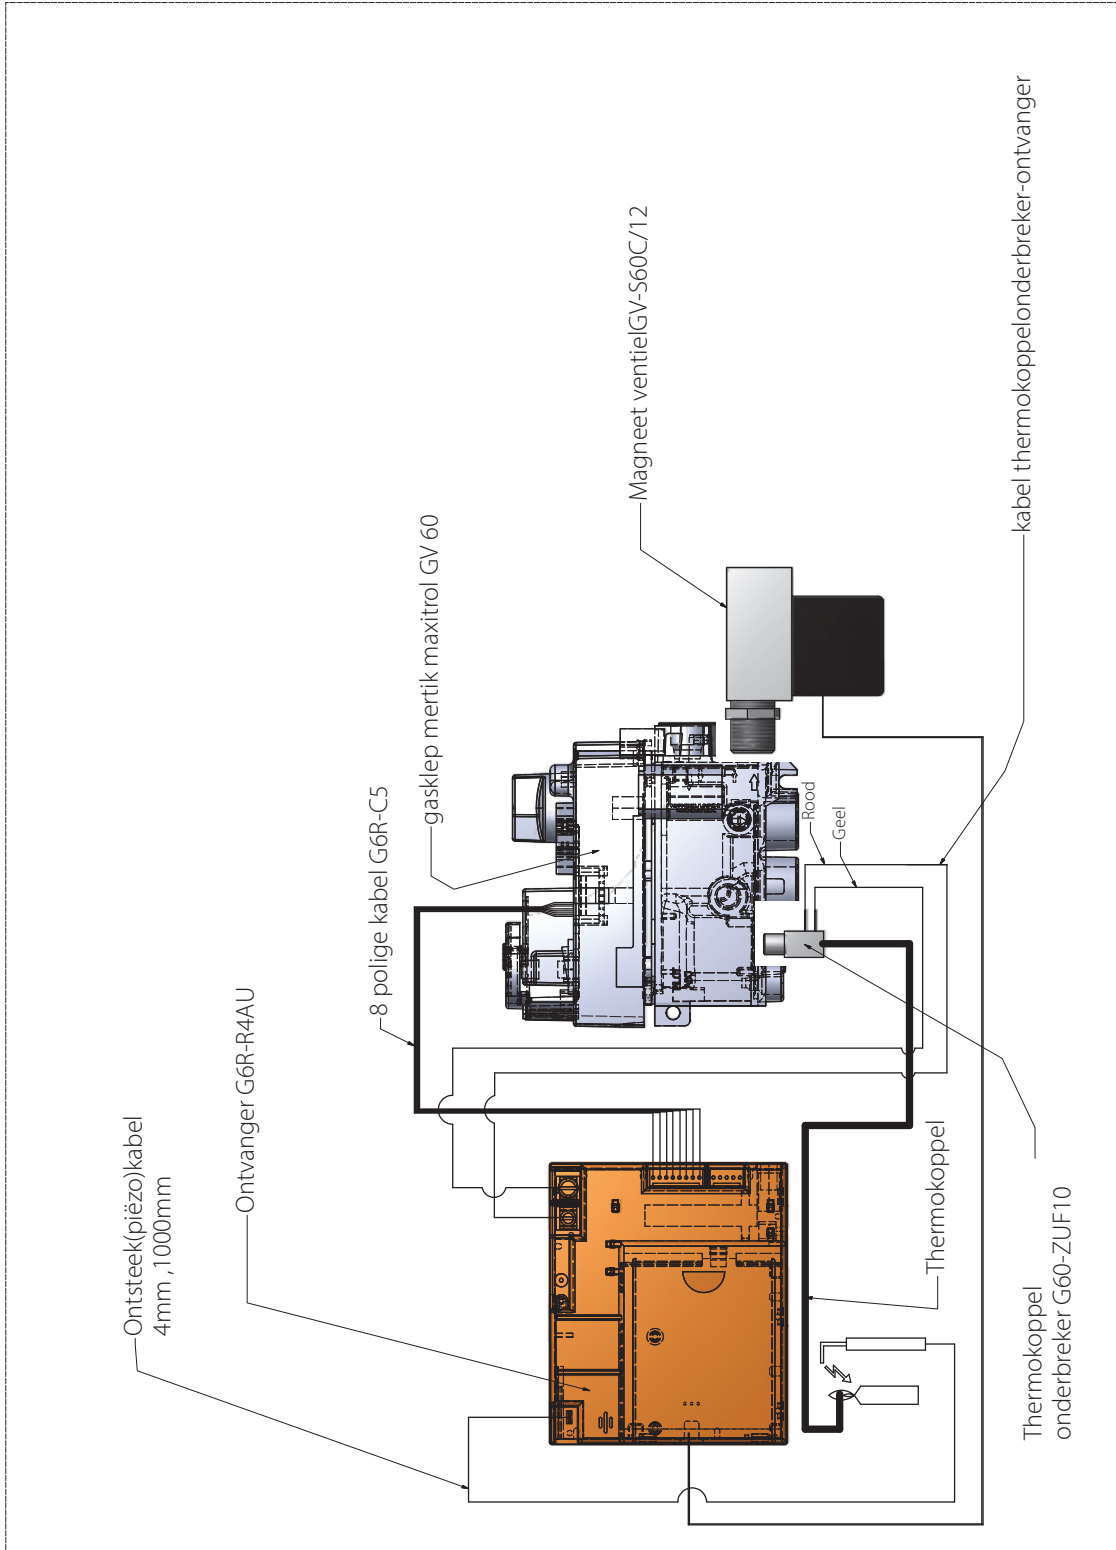 Ontsteek(piëzo)kabel
4mm ,1000mm
Ontvanger G6R-R4AU
8 polige kabel G6R-C5
gasklep mertik maxitrol GV 60
Magneet ventielGV-S60C/12
Rood
Geel
kabel thermokoppelonderbreker-ontvanger
Thermokoppel
Thermokoppel
onderbreker G60-ZUF10